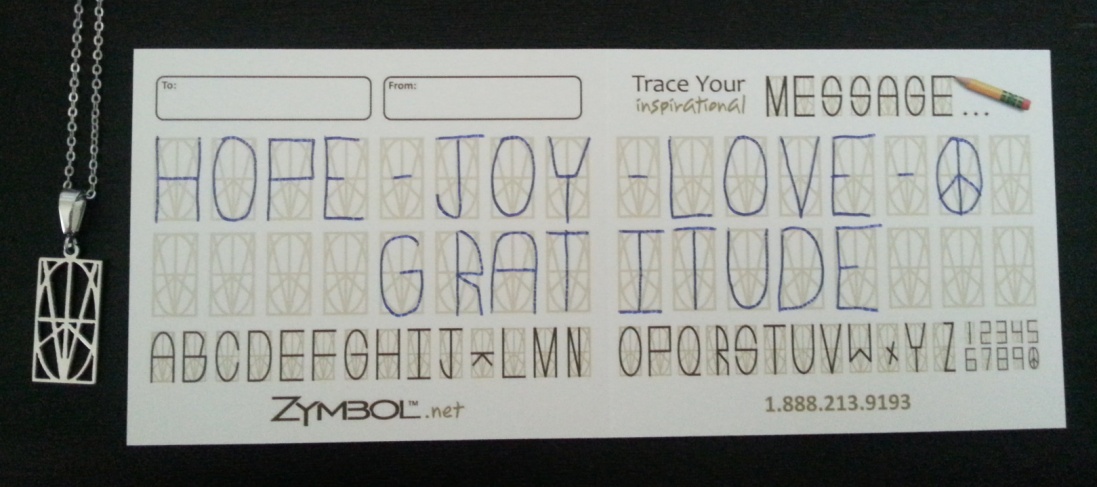 To:
From:
Trace Your
inspirational MESSAGE...
HOPE-JOY-LOVE-☮
GRATITUDE
ABCDEFGHIJKLMN OPQRSTUVWXYZ 12345
67890
ZYMBOL™.net
1.888.213.9193